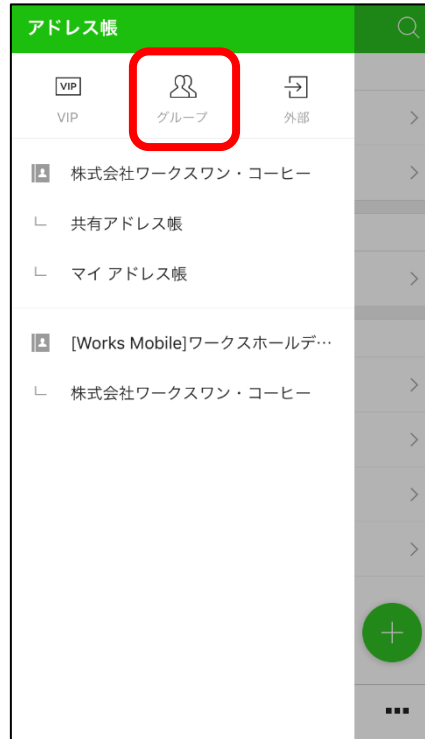 アドレス帳
VIP
VIP
グループ
外部
株式会社ワークスワン・コーヒー
共有アドレス帳
マイ アドレス帳
[Works Mobile]ワークスホールデ…
株式会社ワークスワン・コーヒー